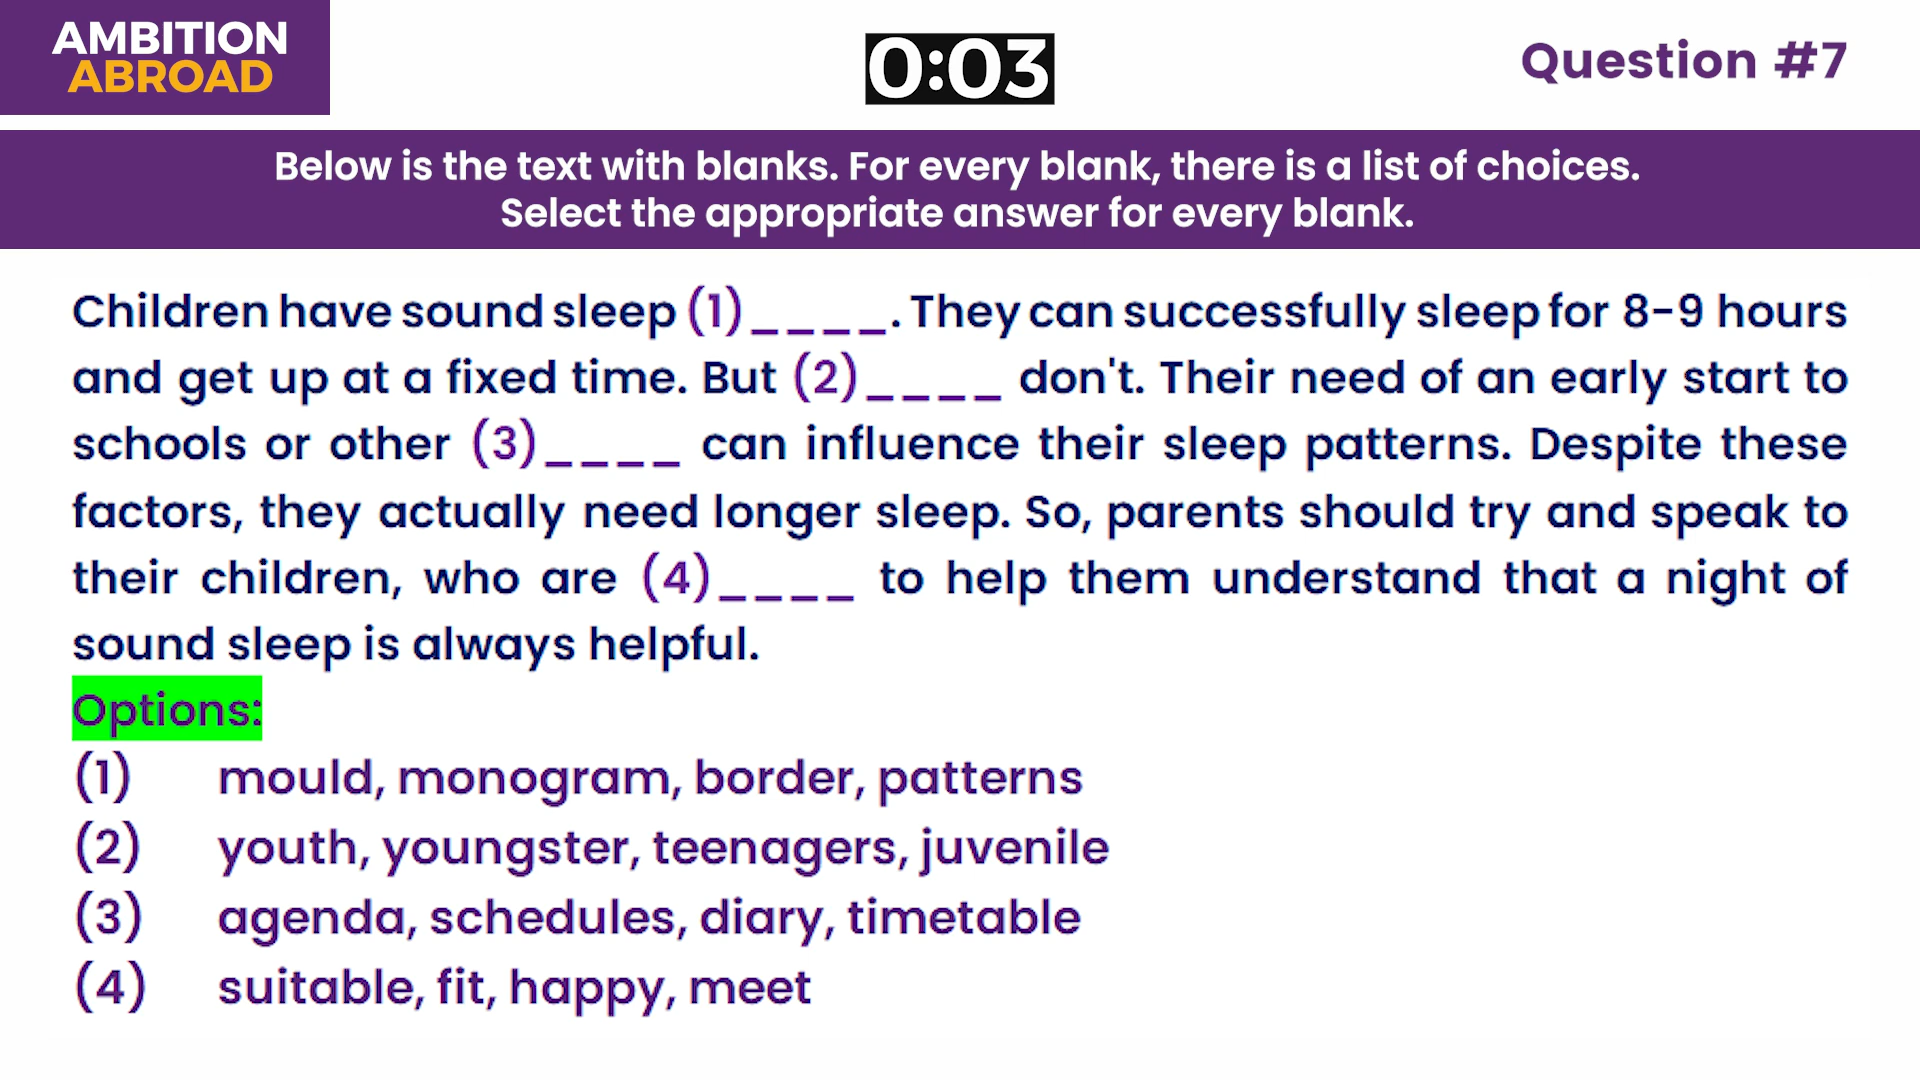 AMBITION
ABROAD
0:03
Question #7
Below is the text with blanks. For every blank, there is a list of choices.
Select the appropriate answer for every blank.
Children have sound sleep (1)____. They can successfully sleep for 8-9 hours
and get up at a fixed time. But (2)____ don't. Their need of an early start to
schools or other (3)____ can influence their sleep patterns. Despite these
factors, they actually need longer sleep. So, parents should try and speak to
their children, who are (4)____ to help them understand that a night of
sound sleep is always helpful.
Options:
(1) mould, monogram, border, patterns
(2) youth, youngster, teenagers, juvenile
(3) agenda, schedules, diary, timetable
(4) suitable, fit, happy, meet